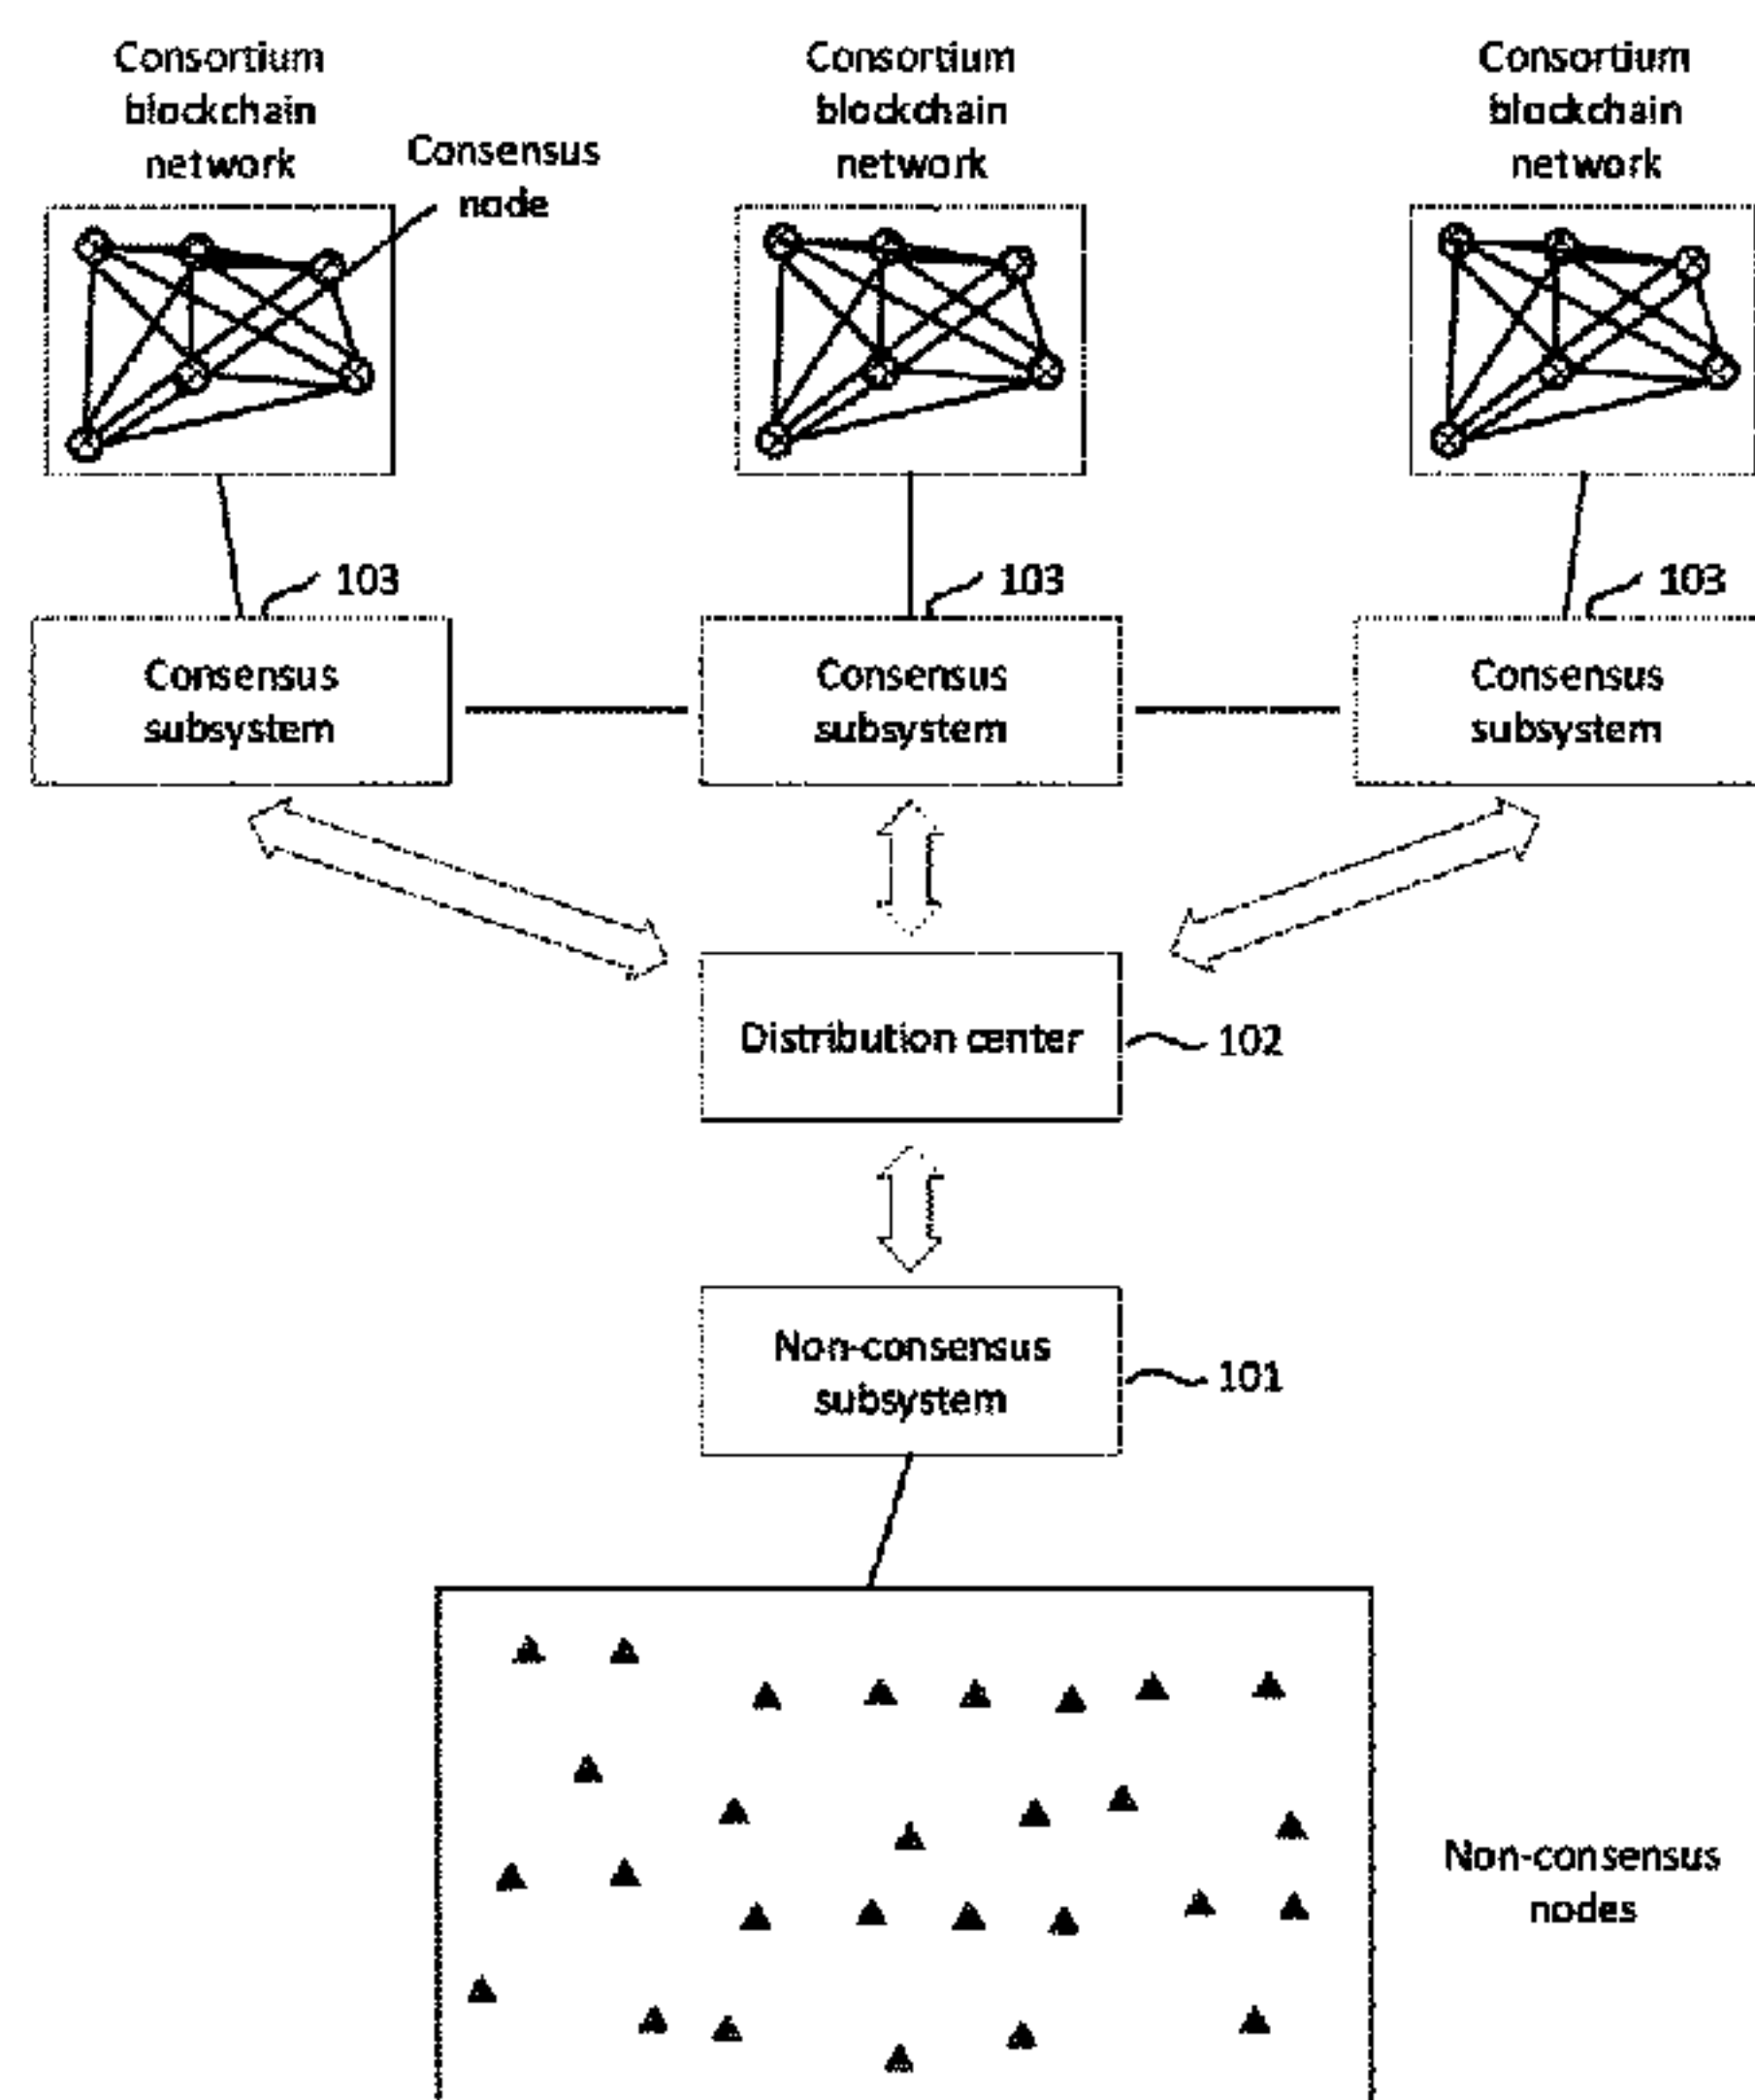 Consortium
blockchain
network
Consensus
node
Consortium
blockchain
network
Consortium
blockchain
network
103
103
103
Consensus
subsystem
Consensus
subsystem
Consensus
subsystem
Distribution center
102
Non-consensus
subsystem
101
Non-consensus
nodes